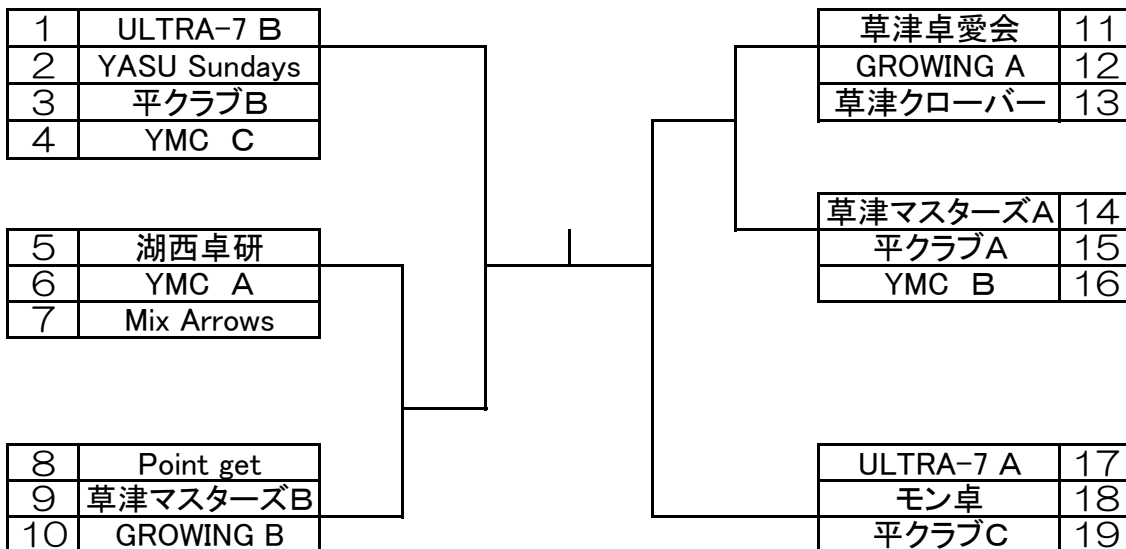 1 ULTRA-7 B
2 YASU Sundays
3 平クラブB
4 YMC C
5 湖西卓研
6 YMC A
7 Mix Arrows
8 Point get
9 草津マスターズB
10 GROWING B
草津卓愛会 11
GROWING A 12
草津クローバー 13
草津マスターズA 14
平クラブA 15
YMC B 16
ULTRA-7 A 17
モン卓 18
平クラブC 19